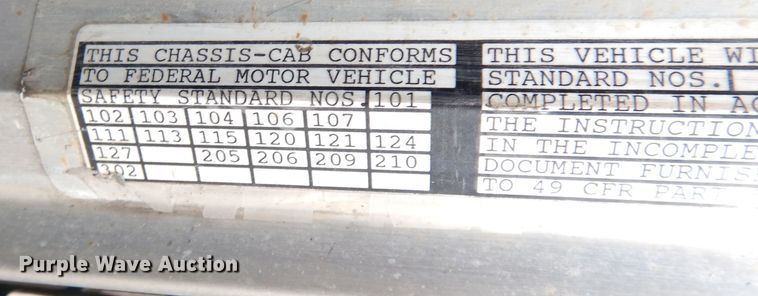 THIS CHASSIS-CAB CONFORMS
TO FEDERAL MOTOR VEHICLE
SAFETY STANDARD NOS. 101
102 103 104 106 107
111 113 115 120 121 124
127 205 206 209 210
302
THIS VEHICLE
STANDARD NOS.
COMPLETED IN
THE INSTRUCTION
IN THE
DOCUMENT
TO 49 CFR PART
Purple Wave Auction